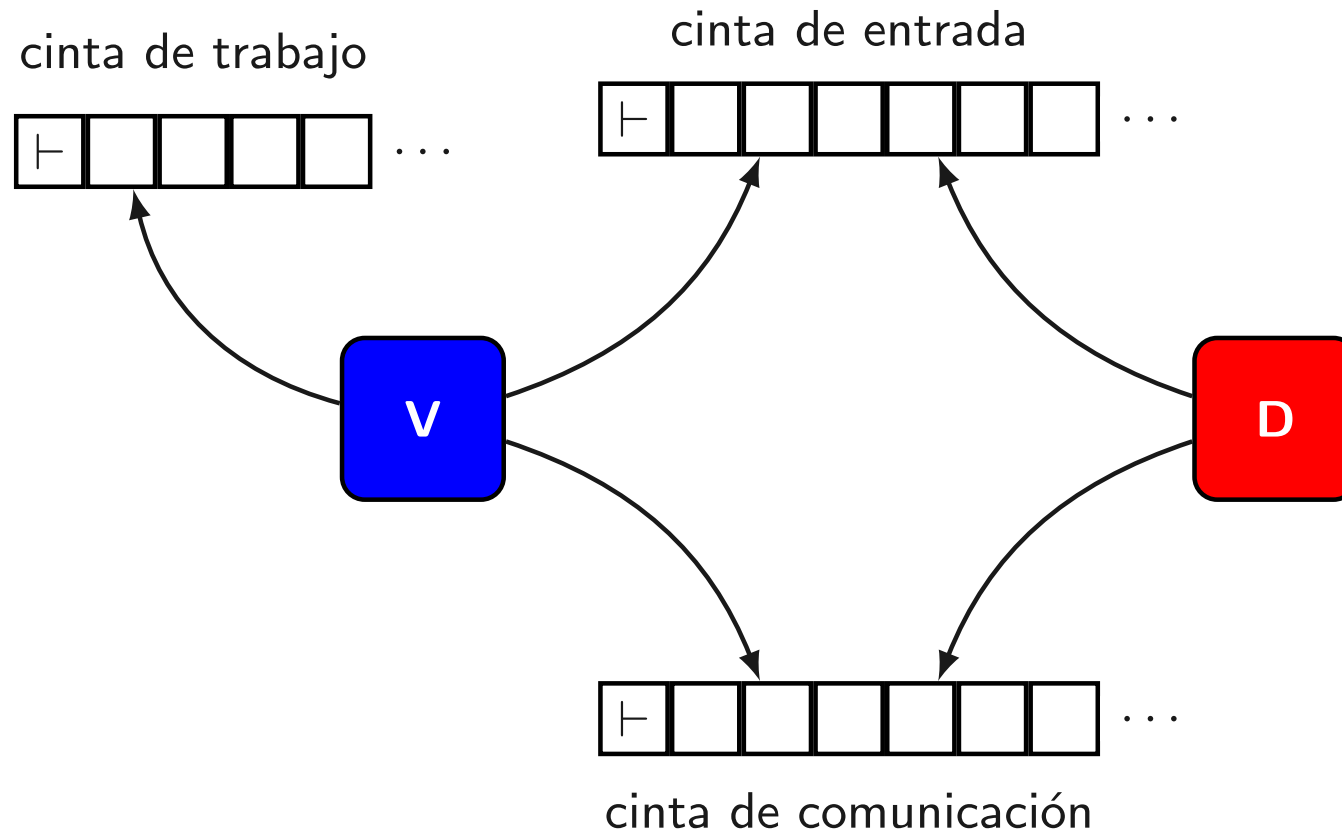 cinta de entrada
cinta de trabajo
⊢ ···
⊢ ···
V
D
⊢ ···
cinta de comunicación